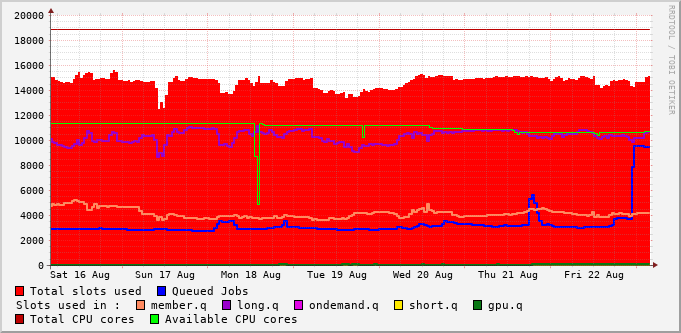 20000
18000
16000
14000
12000
10000
8000
6000
4000
2000
0
Sat 16 Aug Sun 17 Aug Mon 18 Aug Tue 19 Aug Wed 20 Aug Thu 21 Aug Fri 22 Aug
Total slots used Queued Jobs
Slots used in : member.q long.q ondemand.q short.q gpu.q
Total CPU cores Available CPU cores
RRDTOOL / TOBI OETIKER